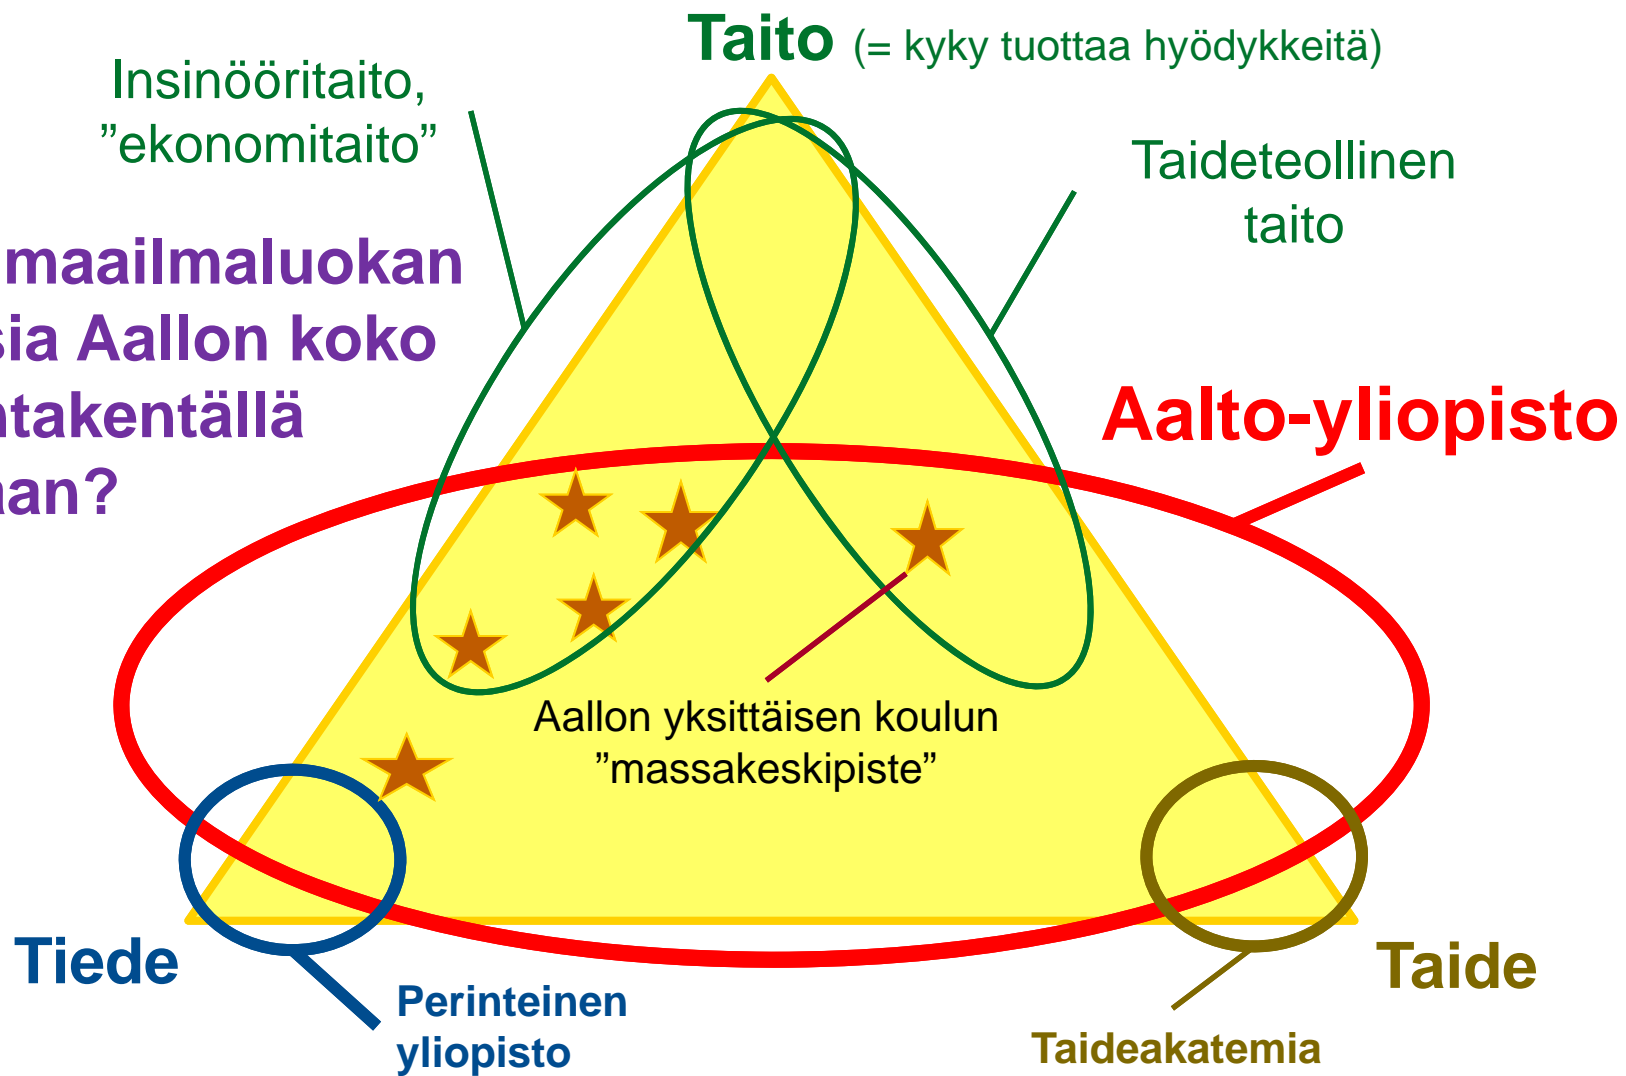 Taito (= kyky tuottaa hyödykkeitä)
Insinööritaito,
”ekonomitaito”
Taideteollinen
taito
maailmaluokan
sia Aallon koko
ntakentällä
aan?
Aalto-yliopisto
Aallon yksittäisen koulun
”massakeskipiste”
Tiede
Taide
Perinteinen
yliopisto
Taideakatemia